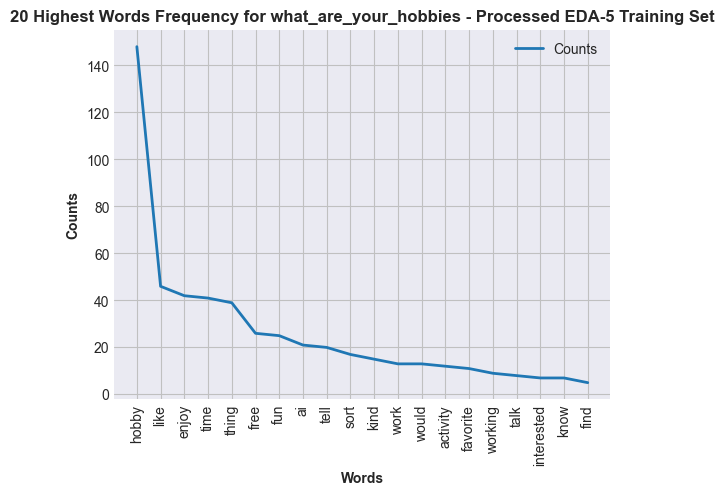 20 Highest Words Frequency for what_are_your_hobbies - Processed EDA-5 Training Set
Counts
Counts
140
120
100
80
60
40
20
0
hobby
like
enjoy
time
thing
free
fun
ai
tell
sort
kind
work
would
activity
favorite
working
talk
interested
know
find
Words